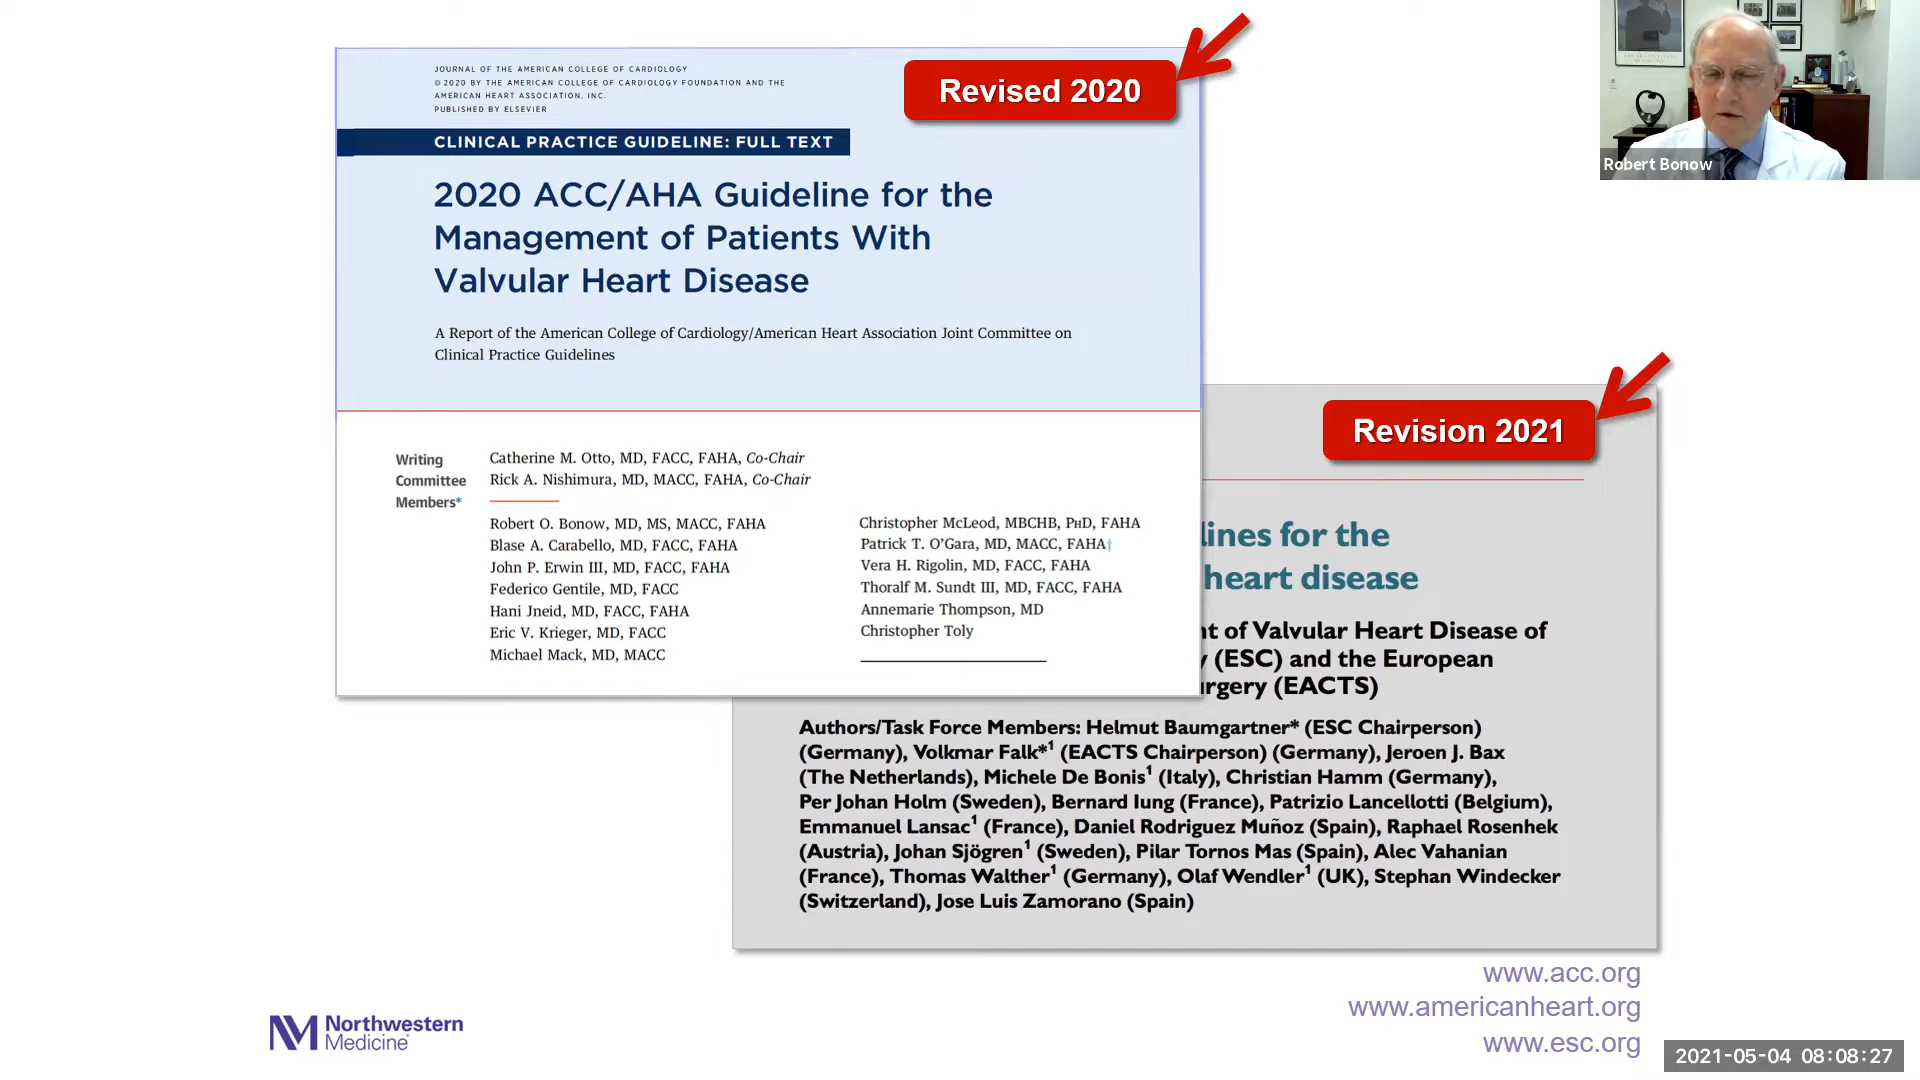 JOURNAL OF THE AMERICAN COLLEGE OF CARDIOLOGY
© 2020 BY THE AMERICAN COLLEGE OF CARDIOLOGY FOUNDATION AND THE
AMERICAN HEART ASSOCIATION, INC.
PUBLISHED BY ELSEVIER
Revised 2020
CLINICAL PRACTICE GUIDELINE: FULL TEXT
2020 ACC/AHA Guideline for the
Management of Patients With
Valvular Heart Disease
A Report of the American College of Cardiology/American Heart Association Joint Committee on
Clinical Practice Guidelines
Writing
Committee
Members*
Catherine M. Otto, MD, FACC, FAHA, Co-Chair
Rick A. Nishimura, MD, MACC, FAHA, Co-Chair
Robert O. Bonow, MD, MS, MACC, FAHA
Blase A. Carabello, MD, FACC, FAHA
John P. Erwin III, MD, FACC, FAHA
Federico Gentile, MD, FACC
Hani Jneid, MD, FACC, FAHA
Eric V. Krieger, MD, FACC
Michael Mack, MD, MACC
Christopher McLeod, MBCHB, PHD, FAHA
Patrick T. O'Gara, MD, MACC, FAHA†
Vera H. Rigolin, MD, FACC, FAHA
Thoralf M. Sundt III, MD, FACC, FAHA
Annemarie Thompson, MD
Christopher Toly
Revision 2021
lines for the
heart disease
nt of Valvular Heart Disease of
y (ESC) and the European
urgery (EACTS)
Authors/Task Force Members: Helmut Baumgartner* (ESC Chairperson)
(Germany), Volkmar Falk*1 (EACTS Chairperson) (Germany), Jeroen J. Bax
(The Netherlands), Michele De Bonis1 (Italy), Christian Hamm (Germany),
Per Johan Holm (Sweden), Bernard Iung (France), Patrizio Lancellotti (Belgium),
Emmanuel Lansac1 (France), Daniel Rodriguez Muñoz (Spain), Raphael Rosenhek
(Austria), Johan Sjögren1 (Sweden), Pilar Tornos Mas (Spain), Alec Vahanian
(France), Thomas Walther1 (Germany), Olaf Wendler1 (UK), Stephan Windecker
(Switzerland), Jose Luis Zamorano (Spain)
www.acc.org
www.americanheart.org
www.esc.org
Northwestern
Medicine
Robert Bonow
2021-05-04 08:08:27